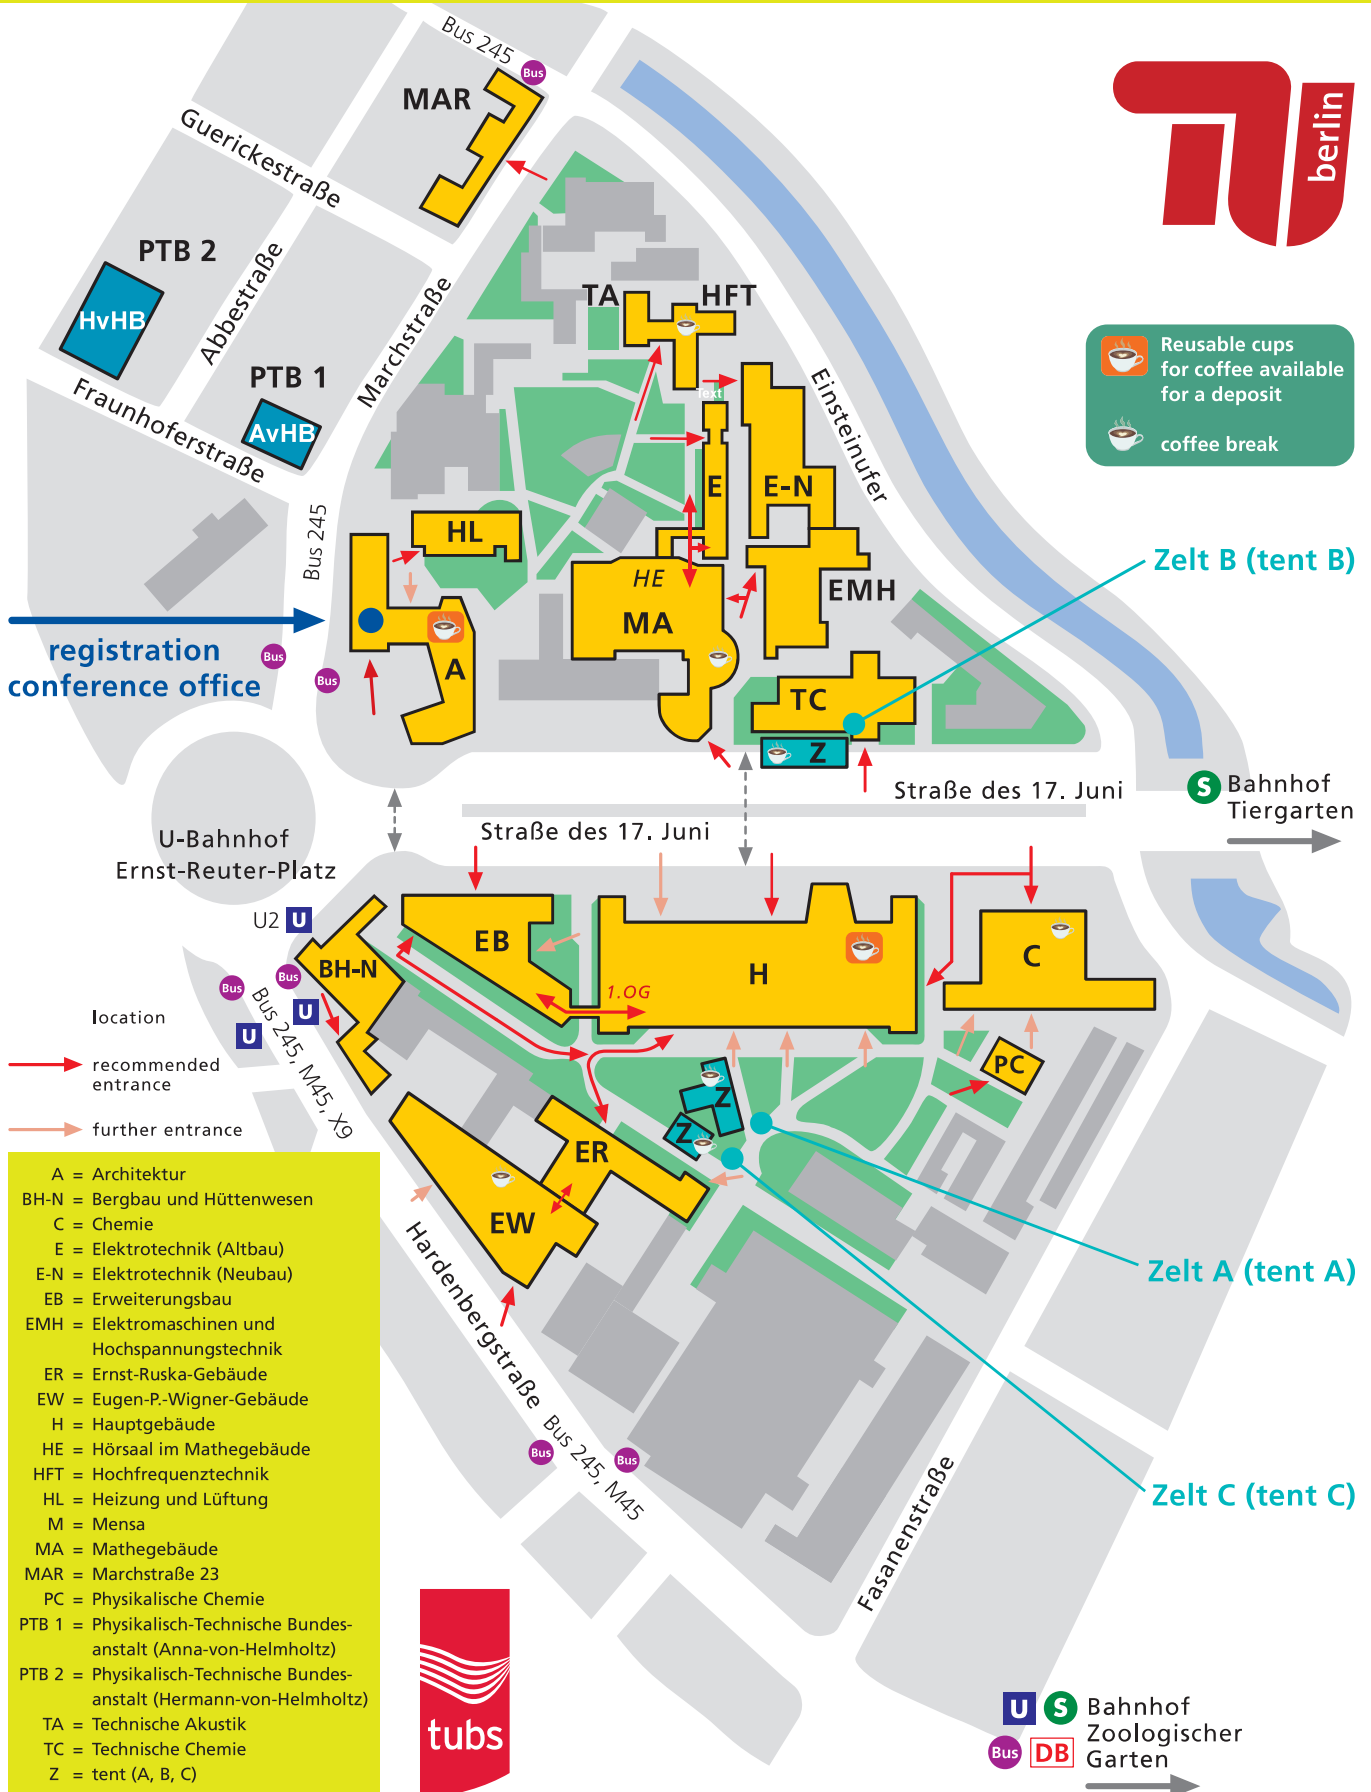 Bus 245
Bus
MAR
berlin
Guerickestraße
PTB 2
HvHB
Abbestraße
Marchstraße
TA
HFT
PTB 1
AvHB
Fraunhoferstraße
Text
Einsteinufer
Reusable cups
for coffee available
for a deposit
coffee break
E
E-N
HL
Bus 245
HE
MA
EMH
Zelt B (tent B)
registration
conference office
Bus
Bus
A
TC
Z
Straße des 17. Juni
S Bahnhof
Tiergarten
Straße des 17. Juni
U-Bahnhof
Ernst-Reuter-Platz
U2 U
EB
BH-N
H
C
1.OG
Bus
Bus
U
U
Bus 245, M45, X9
location
recommended
entrance
further entrance
PC
Z
Z
ER
EW
Hardenbergstraße
Zelt A (tent A)
Bus 245, M45
Bus
Bus
Zelt C (tent C)
Fasanenstraße
A = Architektur
BH-N = Bergbau und Hüttenwesen
C = Chemie
E = Elektrotechnik (Altbau)
E-N = Elektrotechnik (Neubau)
EB = Erweiterungsbau
EMH = Elektromaschinen und
Hochspannungstechnik
ER = Ernst-Ruska-Gebäude
EW = Eugen-P.-Wigner-Gebäude
H = Hauptgebäude
HE = Hörsaal im Mathegebäude
HFT = Hochfrequenztechnik
HL = Heizung und Lüftung
M = Mensa
MA = Mathegebäude
MAR = Marchstraße 23
PC = Physikalische Chemie
PTB 1 = Physikalisch-Technische Bundes-
anstalt (Anna-von-Helmholtz)
PTB 2 = Physikalisch-Technische Bundes-
anstalt (Hermann-von-Helmholtz)
TA = Technische Akustik
TC = Technische Chemie
Z = tent (A, B, C)
tubs
U S Bahnhof
Zoologischer
Bus DB Garten